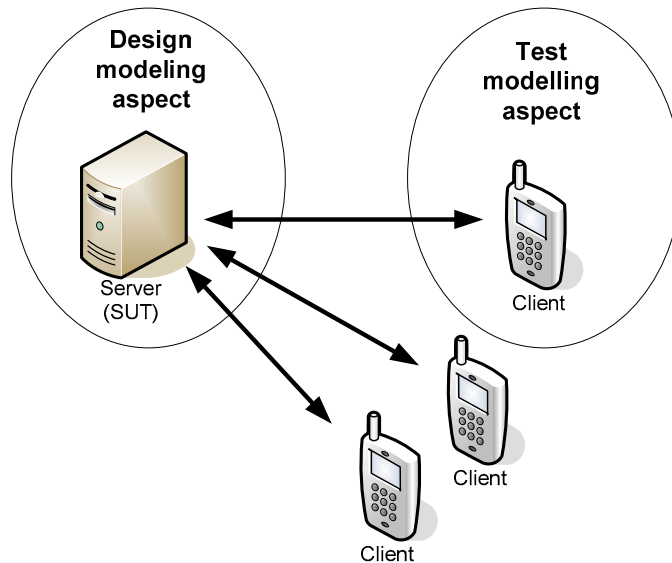 Design
modeling
aspect
Test
modelling
aspect
Server
(SUT)
Client
Client
Client